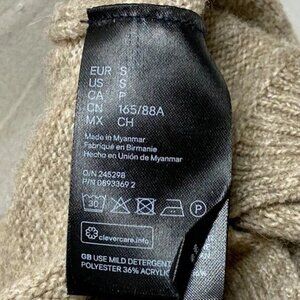 EUR S
US S
CA P
CN 165/88A
MX CH
Made in Myanmar
Fabriqué en Birmanie
Hecho en Unión de Myanmar
O/N 245298
P/N 0893369 2
30
clevercare.info
GB USE MILD DETERGENT
POLYESTER 36% ACRYLIC